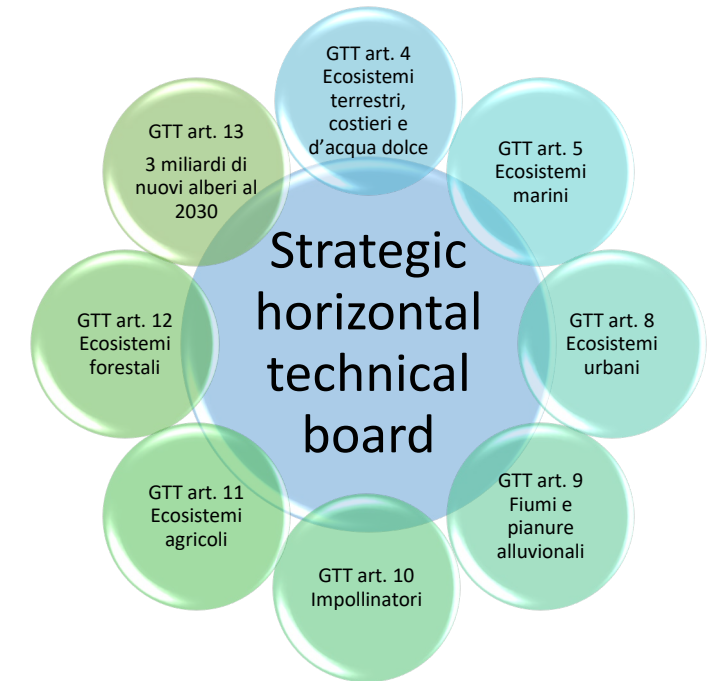 GTT art. 4
Ecosistemi
terrestri,
costieri e
d'acqua dolce
GTT art. 5
Ecosistemi
marini
GTT art. 8
Ecosistemi
urbani
GTT art. 9
Fiumi e
pianure
alluvionali
GTT art. 10
Impollinatori
GTT art. 11
Ecosistemi
agricoli
GTT art. 12
Ecosistemi
forestali
GTT art. 13
3 miliardi di
nuovi alberi al
2030
Strategic
horizontal
technical
board